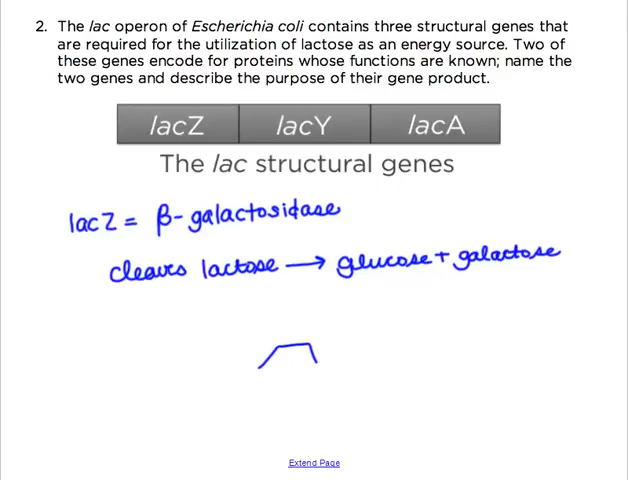 2. The lac operon of Escherichia coli contains three structural genes that
are required for the utilization of lactose as an energy source. Two of
these genes encode for proteins whose functions are known; name the
two genes and describe the purpose of their gene product.
lacZ lacY lacA
The lac structural genes
lacZ = β-galactosidase
cleaves lactose → glucose + galactose
Extend Page